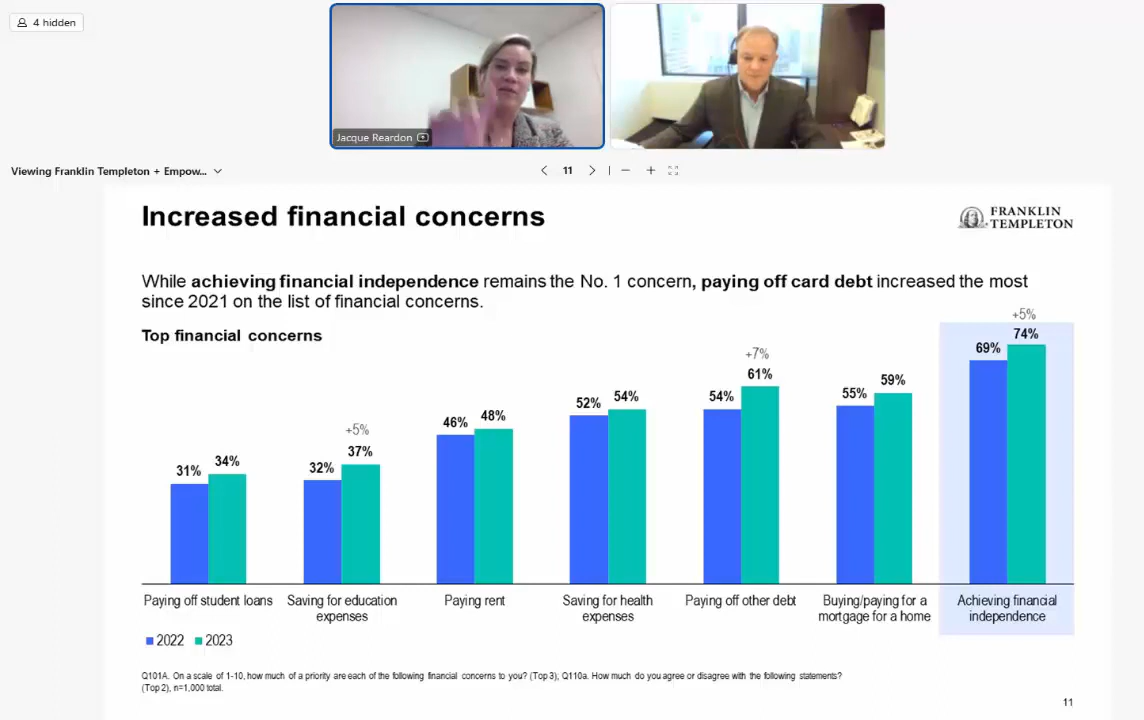 4 hidden
Jacque Reardon
Viewing Franklin Templeton + Empow...
11
Increased financial concerns
FRANKLIN
TEMPLETON
While achieving financial independence remains the No. 1 concern, paying off card debt increased the most
since 2021 on the list of financial concerns.
Top financial concerns
31%
34%
32%
+5%
37%
46%
48%
52%
54%
54%
+7%
61%
55%
59%
69%
+5%
74%
Paying off student loans
Saving for education
expenses
Paying rent
Saving for health
expenses
Paying off other debt
Buying/paying for a
mortgage for a home
Achieving financial
independence
2022 2023
Q101A. On a scale of 1-10, how much of a priority are each of the following financial concerns to you? (Top 3), Q110a. How much do you agree or disagree with the following statements?
(Top 2), n=1,000 total.
11